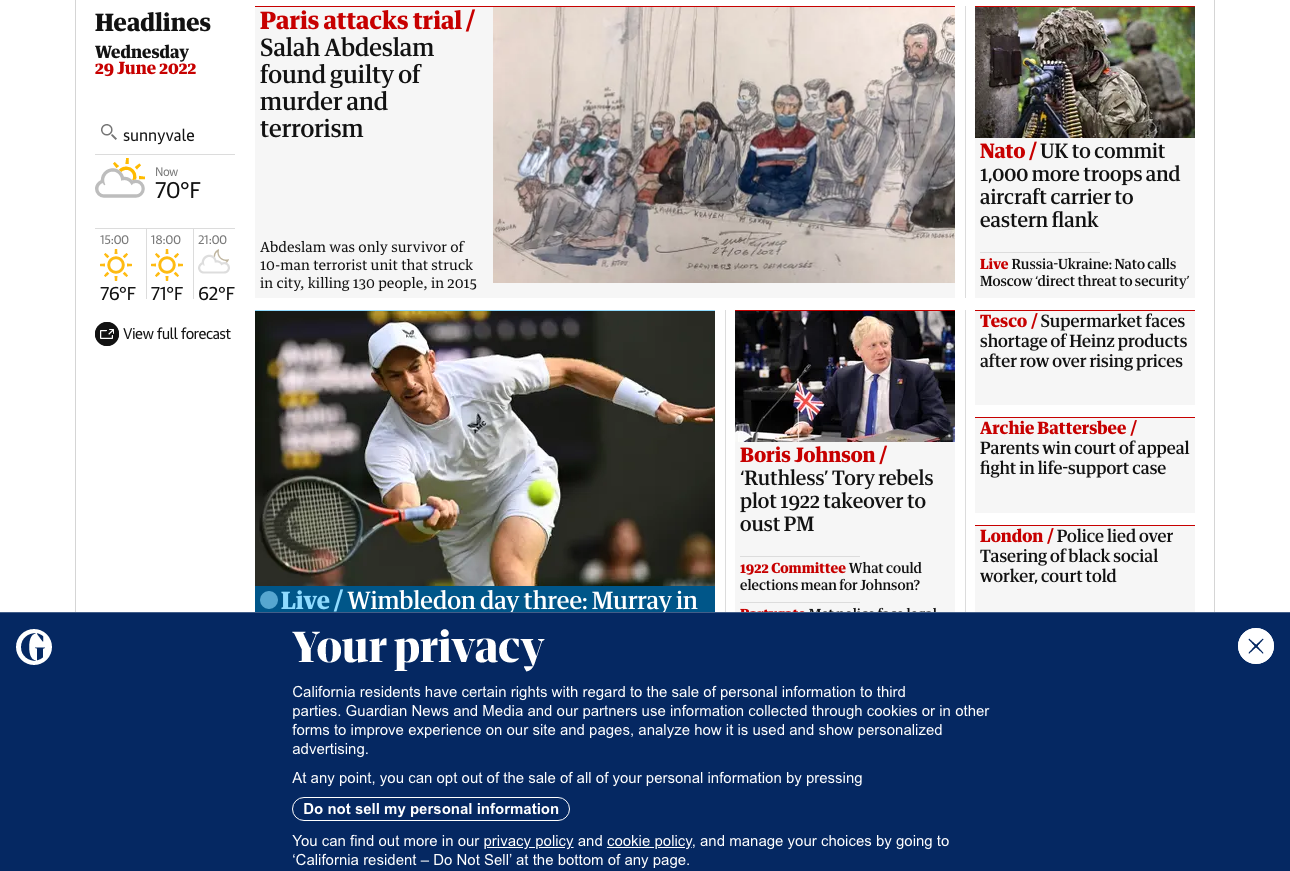 Headlines
Wednesday
29 June 2022
sunnyvale
Now
70°F
15:00
18:00
21:00
76°F
71°F
62°F
View full forecast
Paris attacks trial /
Salah Abdeslam
found guilty of
murder and
terrorism
Abdeslam was only survivor of
10-man terrorist unit that struck
in city, killing 130 people, in 2015
27/06/2021
Nato / UK to commit
1,000 more troops and
aircraft carrier to
eastern flank
Live Russia-Ukraine: Nato calls
Moscow ‘direct threat to security’
Live / Wimbledon day three: Murray in
Boris Johnson /
‘Ruthless’ Tory rebels
plot 1922 takeover to
oust PM
1922 Committee What could
elections mean for Johnson?
Tesco / Supermarket faces
shortage of Heinz products
after row over rising prices
Archie Battersbee /
Parents win court of appeal
fight in life-support case
London / Police lied over
Tasering of black social
worker, court told
G
Your privacy
California residents have certain rights with regard to the sale of personal information to third
parties. Guardian News and Media and our partners use information collected through cookies or in other
forms to improve experience on our site and pages, analyze how it is used and show personalized
advertising.
At any point, you can opt out of the sale of all of your personal information by pressing
Do not sell my personal information
You can find out more in our privacy policy and cookie policy, and manage your choices by going to
‘California resident – Do Not Sell’ at the bottom of any page.